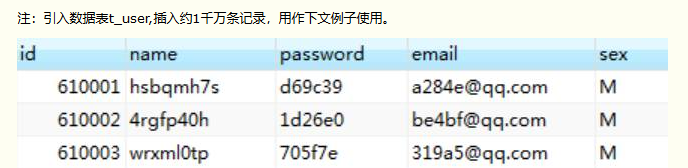 注：引入数据表t_user,插入约1千万条记录，用作下文例子使用。
id name password email sex
610001 hsbqmh7s d69c39 a284e@qq.com M
610002 4rgfp40h 1d26e0 be4bf@qq.com M
610003 wrxml0tp 705f7e 319a5@qq.com M